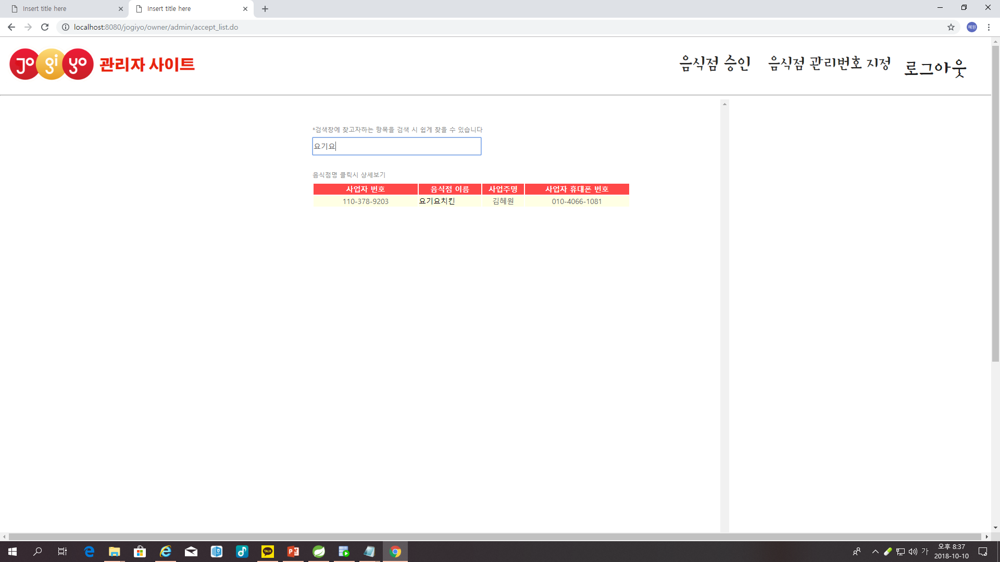 Insert title here
Insert title here
localhost:8080/jogiyo/owner/admin/accept_list.do
혜원
Jo gi yo 관리자 사이트
음식점 승인 음식점 관리번호 지정 로그아웃
*검색창에 찾고자하는 항목을 검색 시 쉽게 찾을 수 있습니다
요기요
음식점명 클릭시 상세보기
사업자 번호 음식점 이름 사업주명 사업자 휴대폰 번호
110-378-9203 요기요치킨 김혜원 010-4066-1081
TALK
가
오후 8:37
2018-10-10